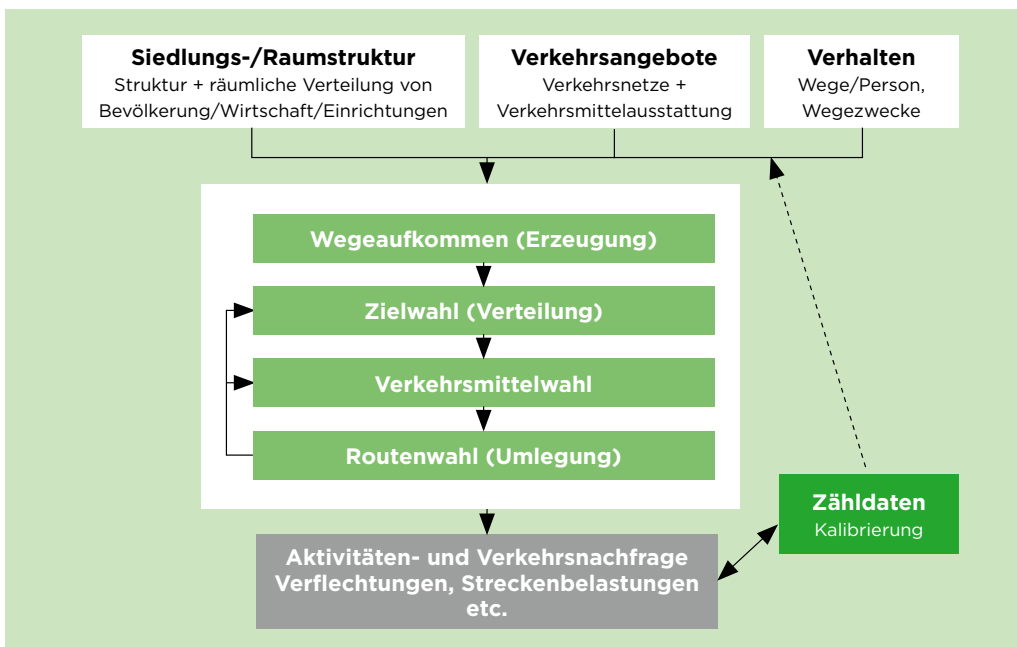 Siedlungs-/Raumstruktur
Struktur + räumliche Verteilung von
Bevölkerung/Wirtschaft/Einrichtungen
Verkehrsangebote
Verkehrsnetze +
Verkehrsmittelausstattung
Verhalten
Wege/Person,
Wegezwecke
Wegeaufkommen (Erzeugung)
Zielwahl (Verteilung)
Verkehrsmittelwahl
Routenwahl (Umlegung)
Zähldaten
Kalibrierung
Aktivitäten- und Verkehrsnachfrage
Verflechtungen, Streckenbelastungen
etc.